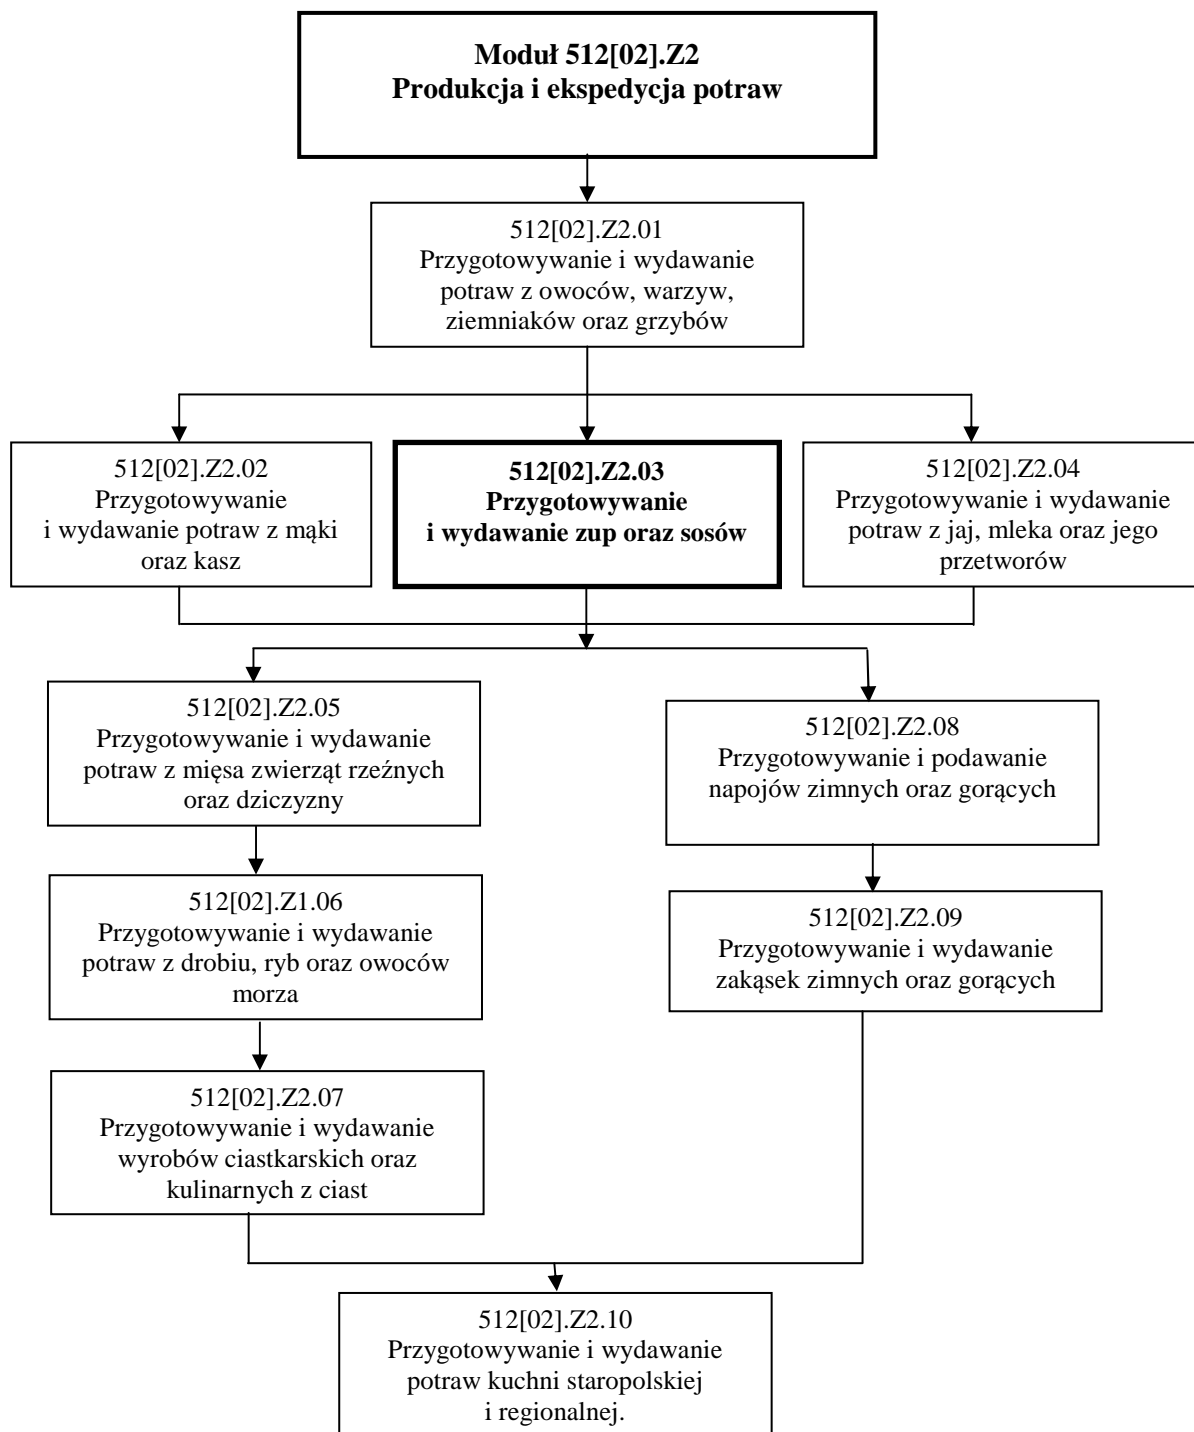 Moduł 512[02].Z2
Produkcja i ekspedycja potraw
512[02].Z2.01
Przygotowywanie i wydawanie
potraw z owoców, warzyw,
ziemniaków oraz grzybów
512[02].Z2.02
Przygotowywanie
i wydawanie potraw z mąki
oraz kasz
512[02].Z2.03
Przygotowywanie
i wydawanie zup oraz sosów
512[02].Z2.04
Przygotowywanie i wydawanie
potraw z jaj, mleka oraz jego
przetworów
512[02].Z2.05
Przygotowywanie i wydawanie
potraw z mięsa zwierząt rzeźnych
oraz dziczyzny
512[02].Z2.08
Przygotowywanie i podawanie
napojów zimnych oraz gorących
512[02].Z1.06
Przygotowywanie i wydawanie
potraw z drobiu, ryb oraz owoców
morza
512[02].Z2.09
Przygotowywanie i wydawanie
zakąsek zimnych oraz gorących
512[02].Z2.07
Przygotowywanie i wydawanie
wyrobów ciastkarskich oraz
kulinarnych z ciast
512[02].Z2.10
Przygotowywanie i wydawanie
potraw kuchni staropolskiej
i regionalnej.